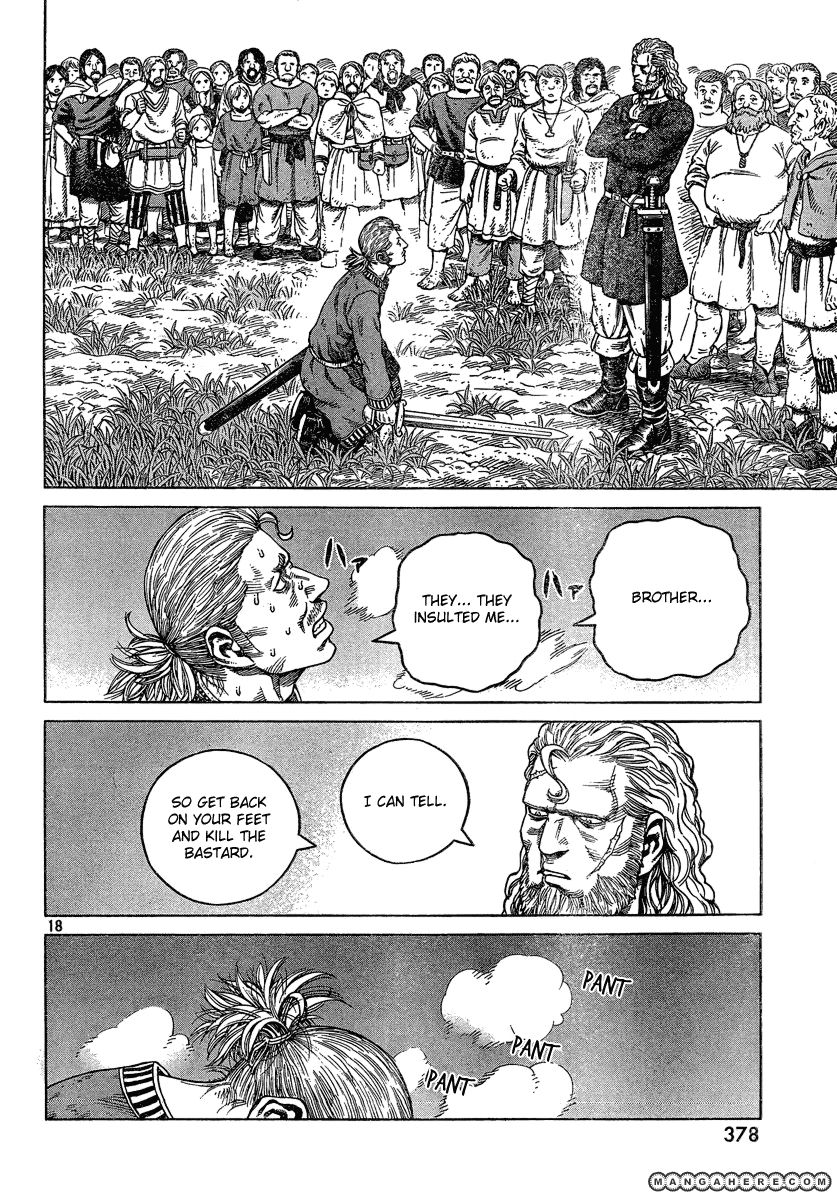 BROTHER...
ハァ
THEY... THEY
INSULTED ME...
ハァ
I CAN TELL.
SO GET BACK
ON YOUR FEET
AND KILL THE
BASTARD.
18
PANT
PANT
PANT
378
MANGAHERE.COM